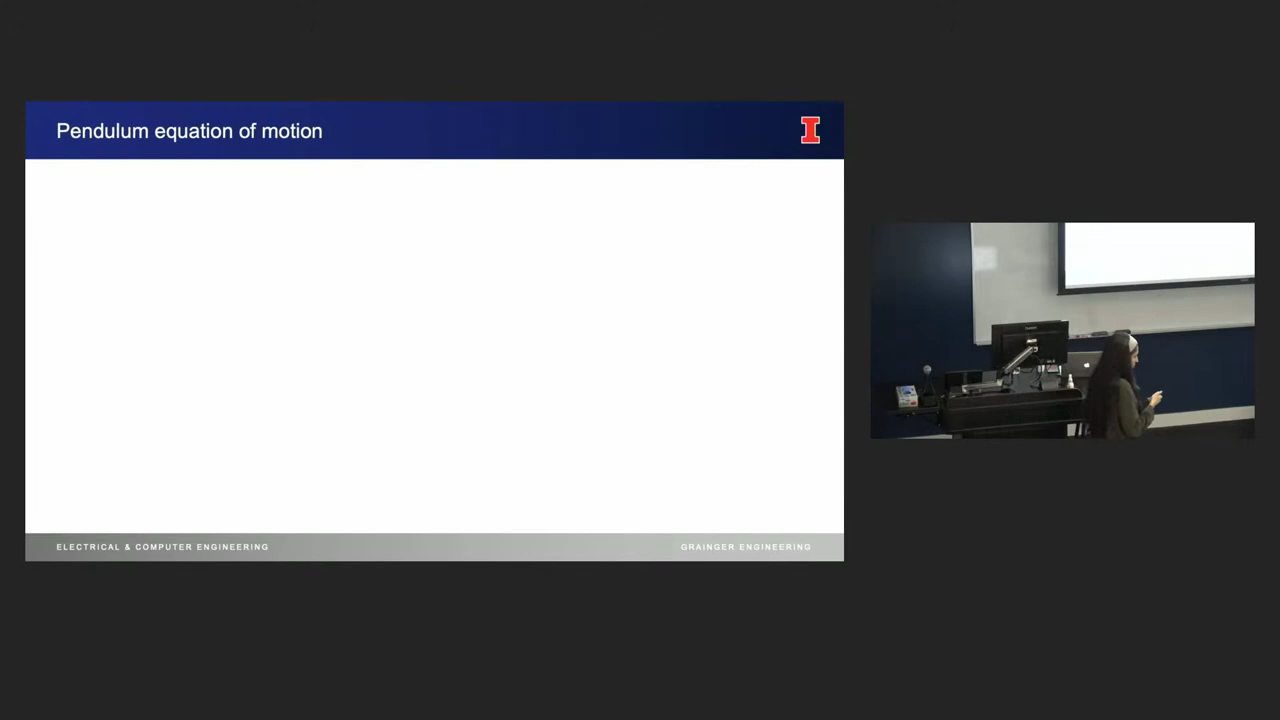 Pendulum equation of motion
I
ELECTRICAL & COMPUTER ENGINEERING
GRAINGER ENGINEERING